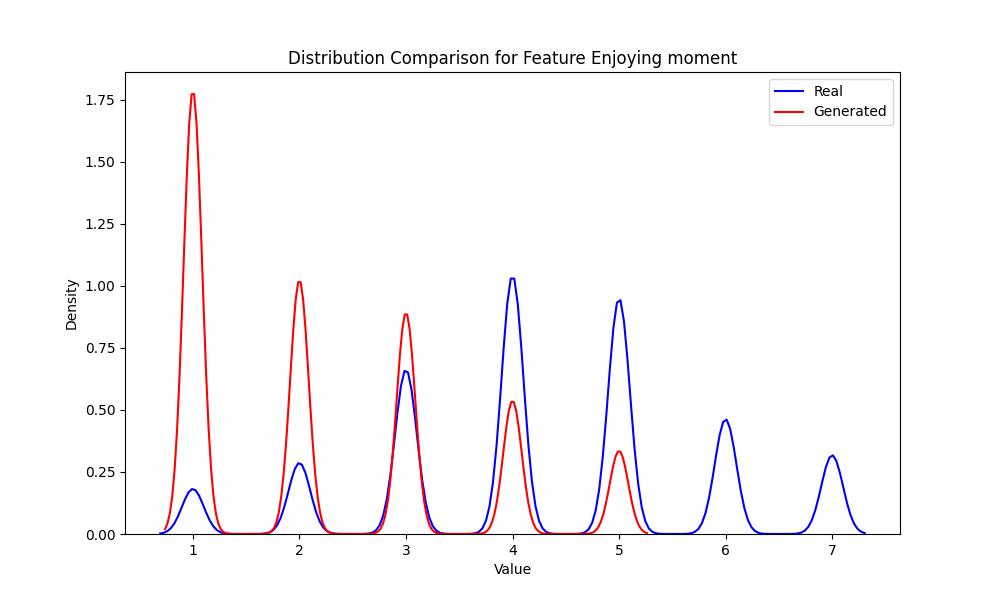 Distribution Comparison for Feature Enjoying moment
Real
Generated
Density
1.75
1.50
1.25
1.00
0.75
0.50
0.25
0.00
1 2 3 4 5 6 7
Value